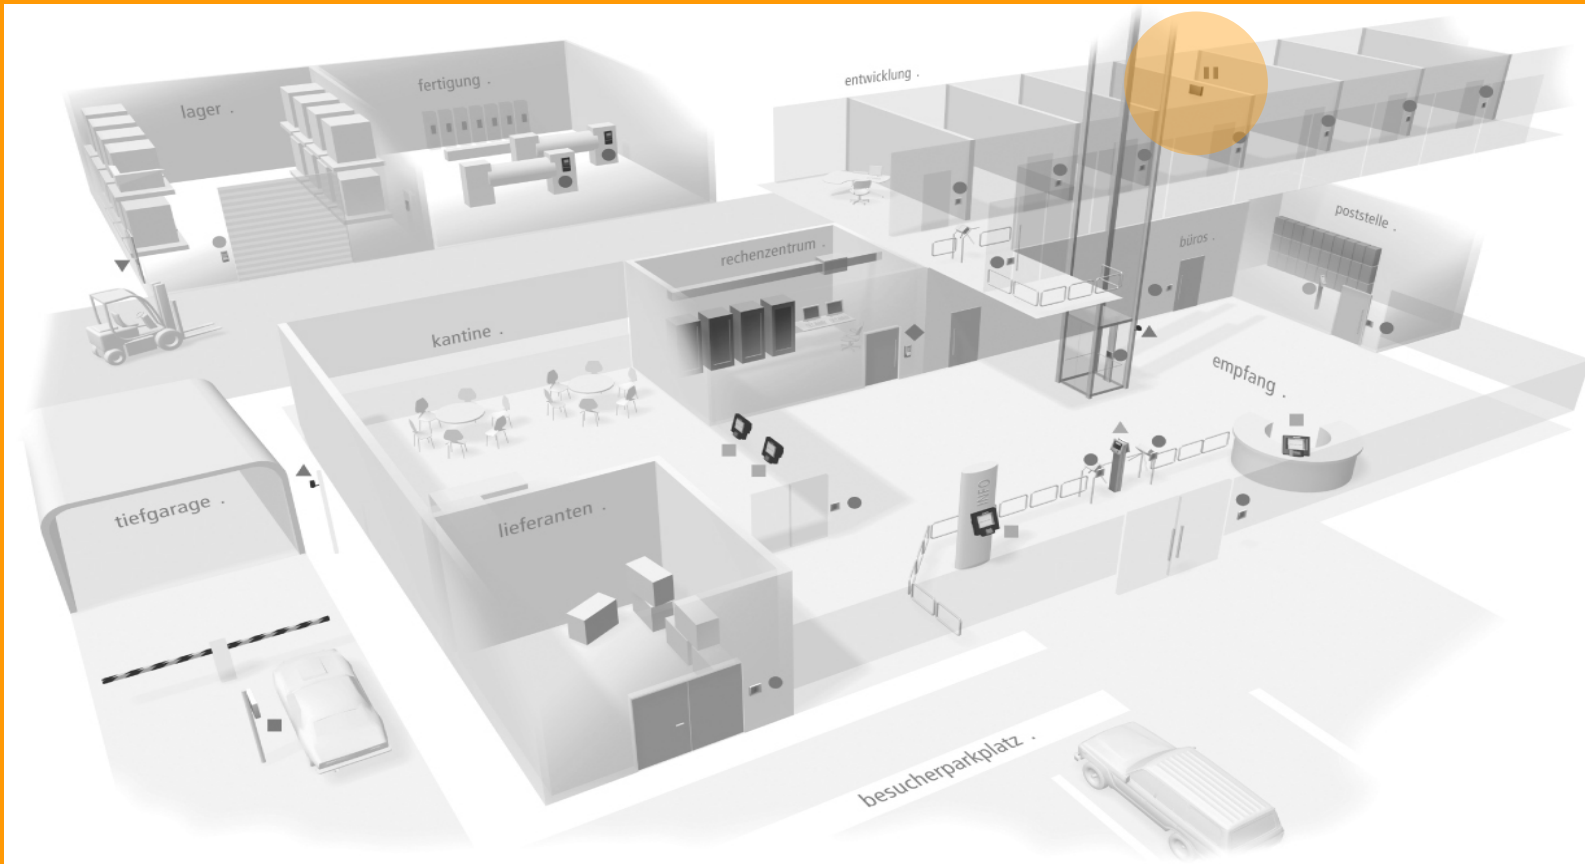 entwicklung .
fertigung .
lager .
poststelle .
büros .
rechenzentrum .
kantine .
empfang .
INFO
tiefgarage .
lieferanten .
besucherparkplatz .